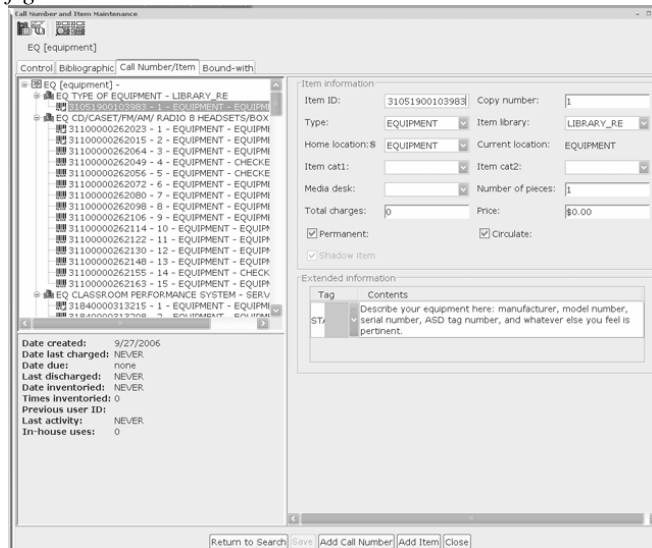 Call Number and Item Maintenance
EQ [equipment]
Control Bibliographic Call Number/Item Bound-with
EQ [equipment] -
EQ TYPE OF EQUIPMENT - LIBRARY_RE
31051900103983 - 1 - EQUIPMENT - EQUIPME
EQ CD/CASET/FM/AM/ RADIO 8 HEADSETS/BOX
31100000262023 - 1 - EQUIPMENT - EQUIPME
31100000262015 - 2 - EQUIPMENT - EQUIPME
31100000262064 - 3 - EQUIPMENT - EQUIPME
31100000262049 - 4 - EQUIPMENT - CHECKE
31100000262056 - 5 - EQUIPMENT - CHECKE
31100000262072 - 6 - EQUIPMENT - EQUIPME
31100000262080 - 7 - EQUIPMENT - EQUIPME
31100000262098 - 8 - EQUIPMENT - EQUIPME
31100000262106 - 9 - EQUIPMENT - EQUIPME
31100000262114 - 10 - EQUIPMENT - EQUIPM
31100000262122 - 11 - EQUIPMENT - EQUIPM
31100000262130 - 12 - EQUIPMENT - EQUIPM
31100000262148 - 13 - EQUIPMENT - EQUIPM
31100000262155 - 14 - EQUIPMENT - CHECK
31100000262163 - 15 - EQUIPMENT - EQUIPM
EQ CLASSROOM PERFORMANCE SYSTEM - SERV
31840000313215 - 1 - EQUIPMENT - EQUIPME
Date created: 9/27/2006
Date last charged: NEVER
Date due: none
Last discharged: NEVER
Date inventoried: NEVER
Times inventoried: 0
Previous user ID:
Last activity: NEVER
In-house uses: 0
Item information
Item ID: 31051900103983 Copy number: 1
Type: EQUIPMENT Item library: LIBRARY_RE
Home location: EQUIPMENT Current location: EQUIPMENT
Item cat1: Item cat2:
Media desk: Number of pieces: 1
Total charges: 0 Price: $0.00
Permanent: Circulate:
Shadow item
Extended information
Tag Contents
STA Describe your equipment here: manufacturer, model number,
serial number, ASD tag number, and whatever else you feel is
pertinent.
Return to Search Save Add Call Number Add Item Close